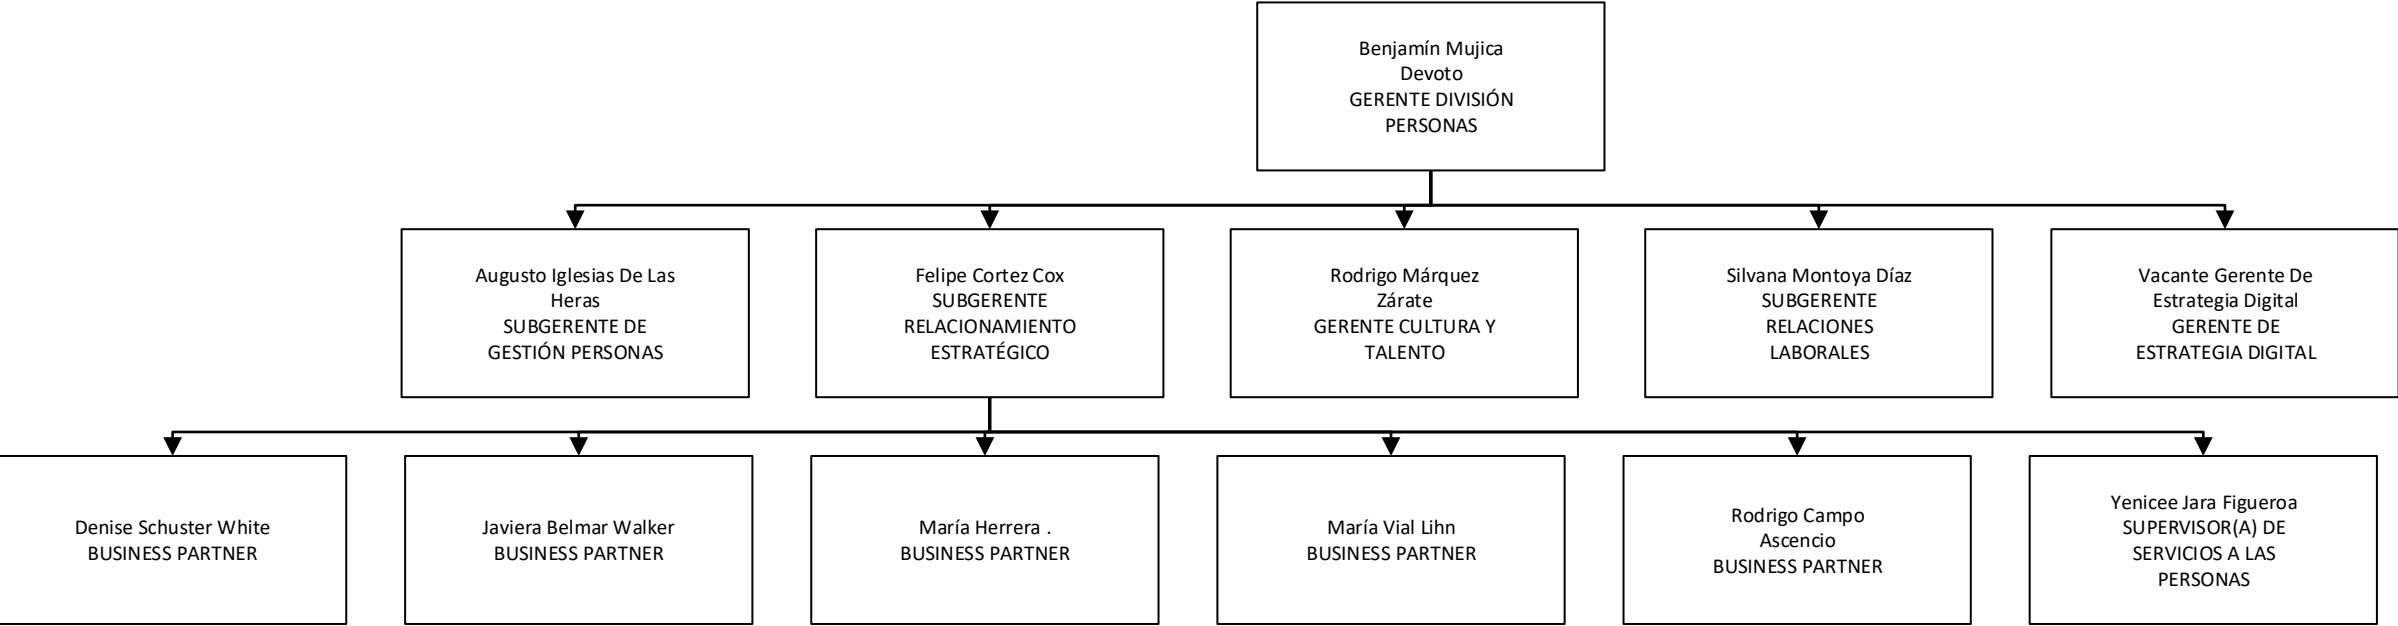 Benjamín Mujica
Devoto
GERENTE DIVISIÓN
PERSONAS
Augusto Iglesias De Las
Heras
SUBGERENTE DE
GESTIÓN PERSONAS
Felipe Cortez Cox
SUBGERENTE
RELACIONAMIENTO
ESTRATÉGICO
Rodrigo Márquez
Zárate
GERENTE CULTURA Y
TALENTO
Silvana Montoya Díaz
SUBGERENTE
RELACIONES
LABORALES
Vacante Gerente De
Estrategia Digital
GERENTE DE
ESTRATEGIA DIGITAL
Denise Schuster White
BUSINESS PARTNER
Javiera Belmar Walker
BUSINESS PARTNER
María Herrera .
BUSINESS PARTNER
María Vial Lihn
BUSINESS PARTNER
Rodrigo Campo
Ascencio
BUSINESS PARTNER
Yenicee Jara Figueroa
SUPERVISOR(A) DE
SERVICIOS A LAS
PERSONAS